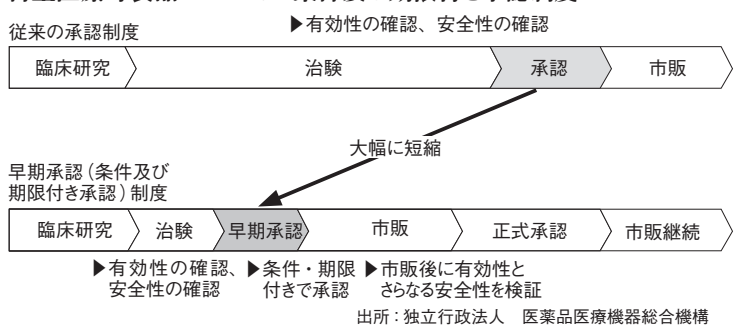 従来の承認制度
▶有効性の確認、安全性の確認
臨床研究
治験
承認
市販
大幅に短縮
早期承認(条件及び
期限付き承認)制度
臨床研究
治験
早期承認
市販
正式承認
市販継続
▶有効性の確認、
安全性の確認
▶条件・期限
付きで承認
▶市販後に有効性と
さらなる安全性を検証
出所:独立行政法人 医薬品医療機器総合機構